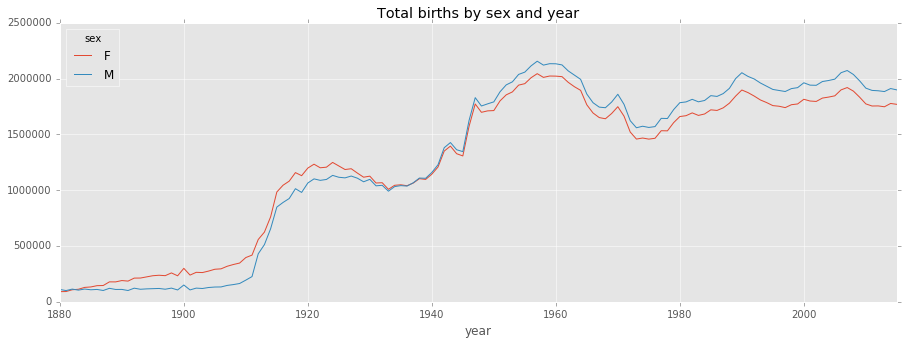 Total births by sex and year
2500000
2000000
1500000
1000000
500000
0
sex
F
M
1880 1900 1920 1940 1960 1980 2000
year